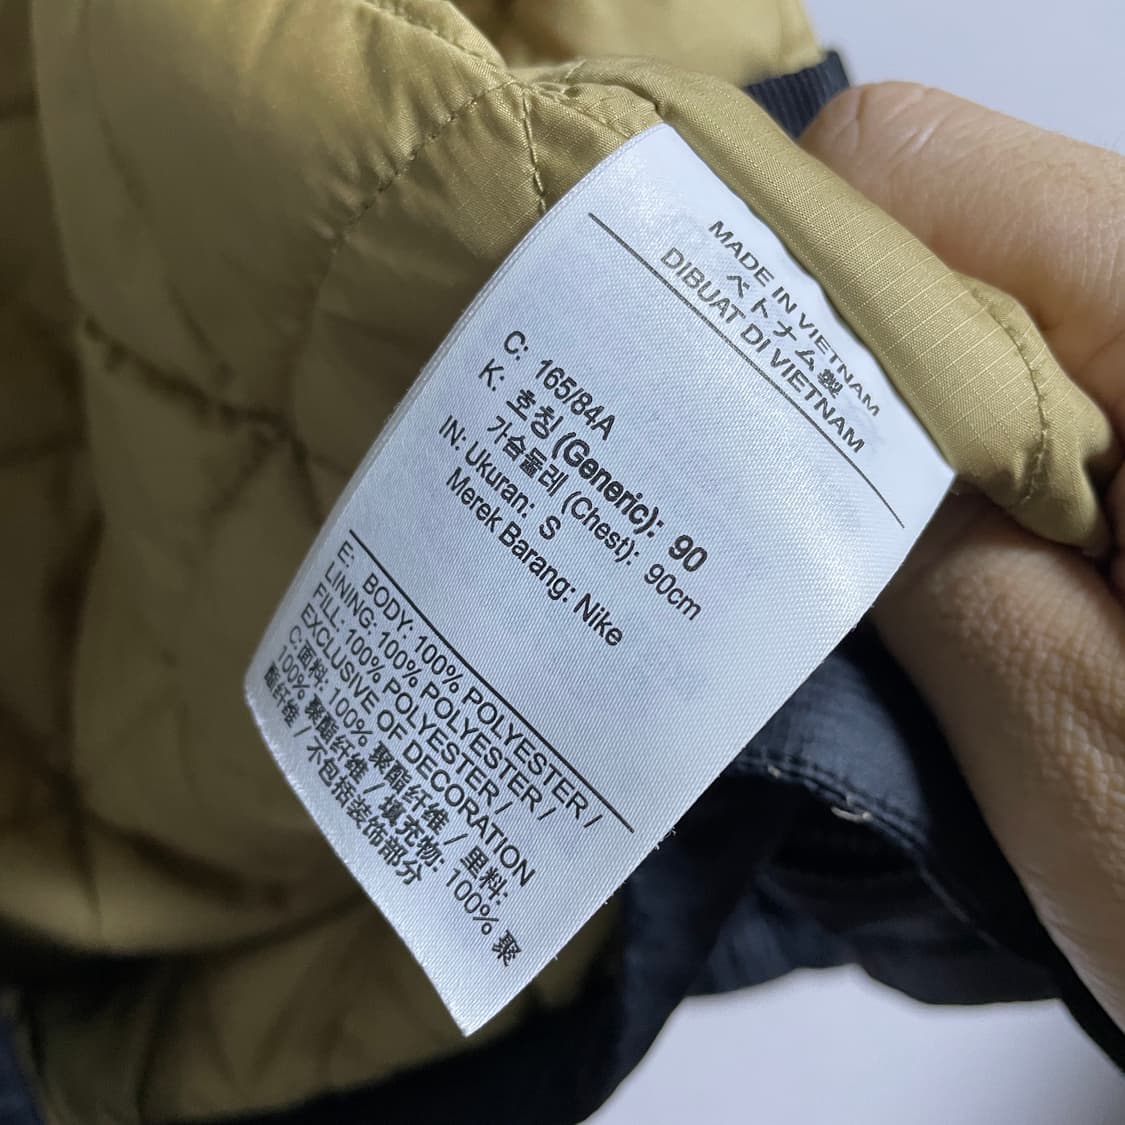 MADE IN VIETNAM
ベトナム製
DIBUAT DI VIETNAM
C: 165/84A
K: 호칭 (Generic): 90
가슴둘레 (Chest): 90cm
IN: Ukuran: S
Merek Barang: Nike
E: BODY: 100% POLYESTER /
LINING: 100% POLYESTER /
FILL: 100% POLYESTER /
EXCLUSIVE OF DECORATION
C:面料: 100% 聚酯纤维 / 里料:
100% 聚酯纤维 / 填充物: 100% 聚
酯纤维 / 不包括装饰部分